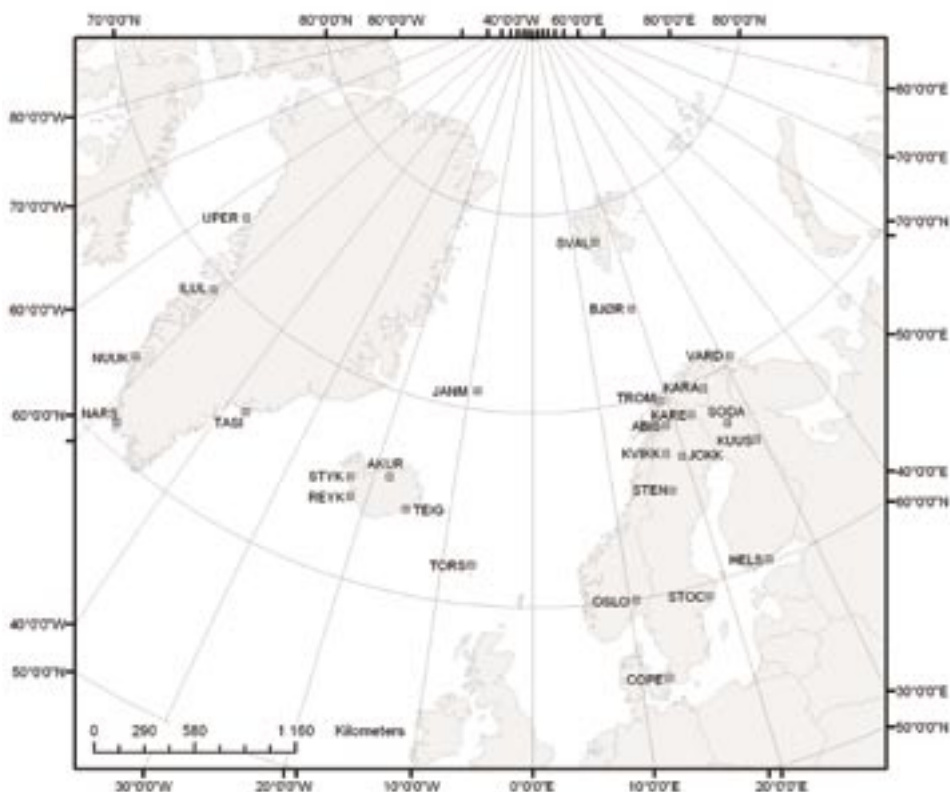 70°0'0"N 80°0'0"N 80°0'0"W 40°0'0"W 60°0'0"E 80°0'0"E 80°0'0"N
80°0'0"W
80°0'0"E
70°0'0"E
70°0'0"W
UPER
70°0'0"N
SVAL
ILUL
60°0'0"W
BJØR
50°0'0"E
NUUK
VARD
JANM
KARA
TROM
NARS
60°0'0"N
TASI
KARE
SODA
ABIS
KUUS
KVIKK
JOKK
AKUR
STYK
40°0'0"E
STEN
REYK
60°0'0"N
TEIG
TORS
HELS
OSLO
STOC
40°0'0"W
50°0'0"N
COPE
30°0'0"E
50°0'0"N
0 290 580 1 160 Kilometers
30°0'0"W 20°0'0"W 10°0'0"W 0°0'0"E 10°0'0"E 20°0'0"E